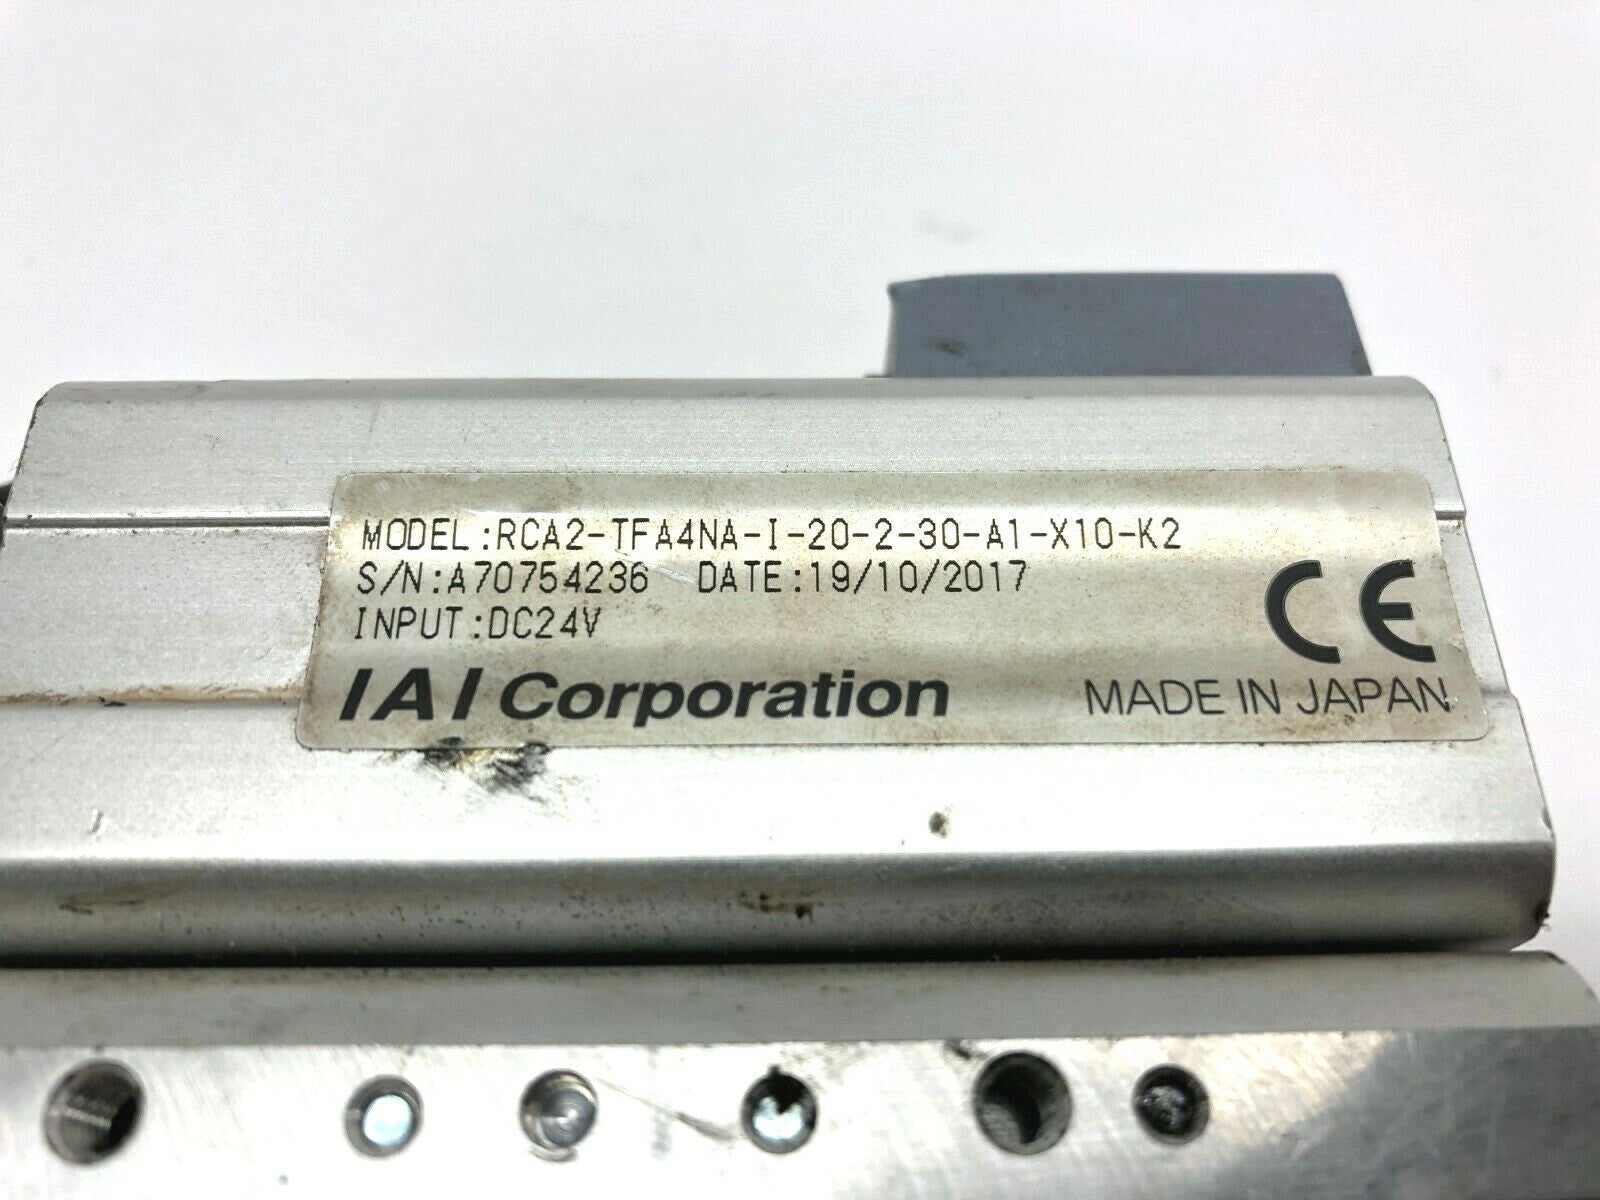 MODEL:RCA2-TFA4NA-I-20-2-30-A1-X10-K2
S/N:A70754236 DATE:19/10/2017
INPUT:DC24V
CE
IAI Corporation MADE IN JAPAN